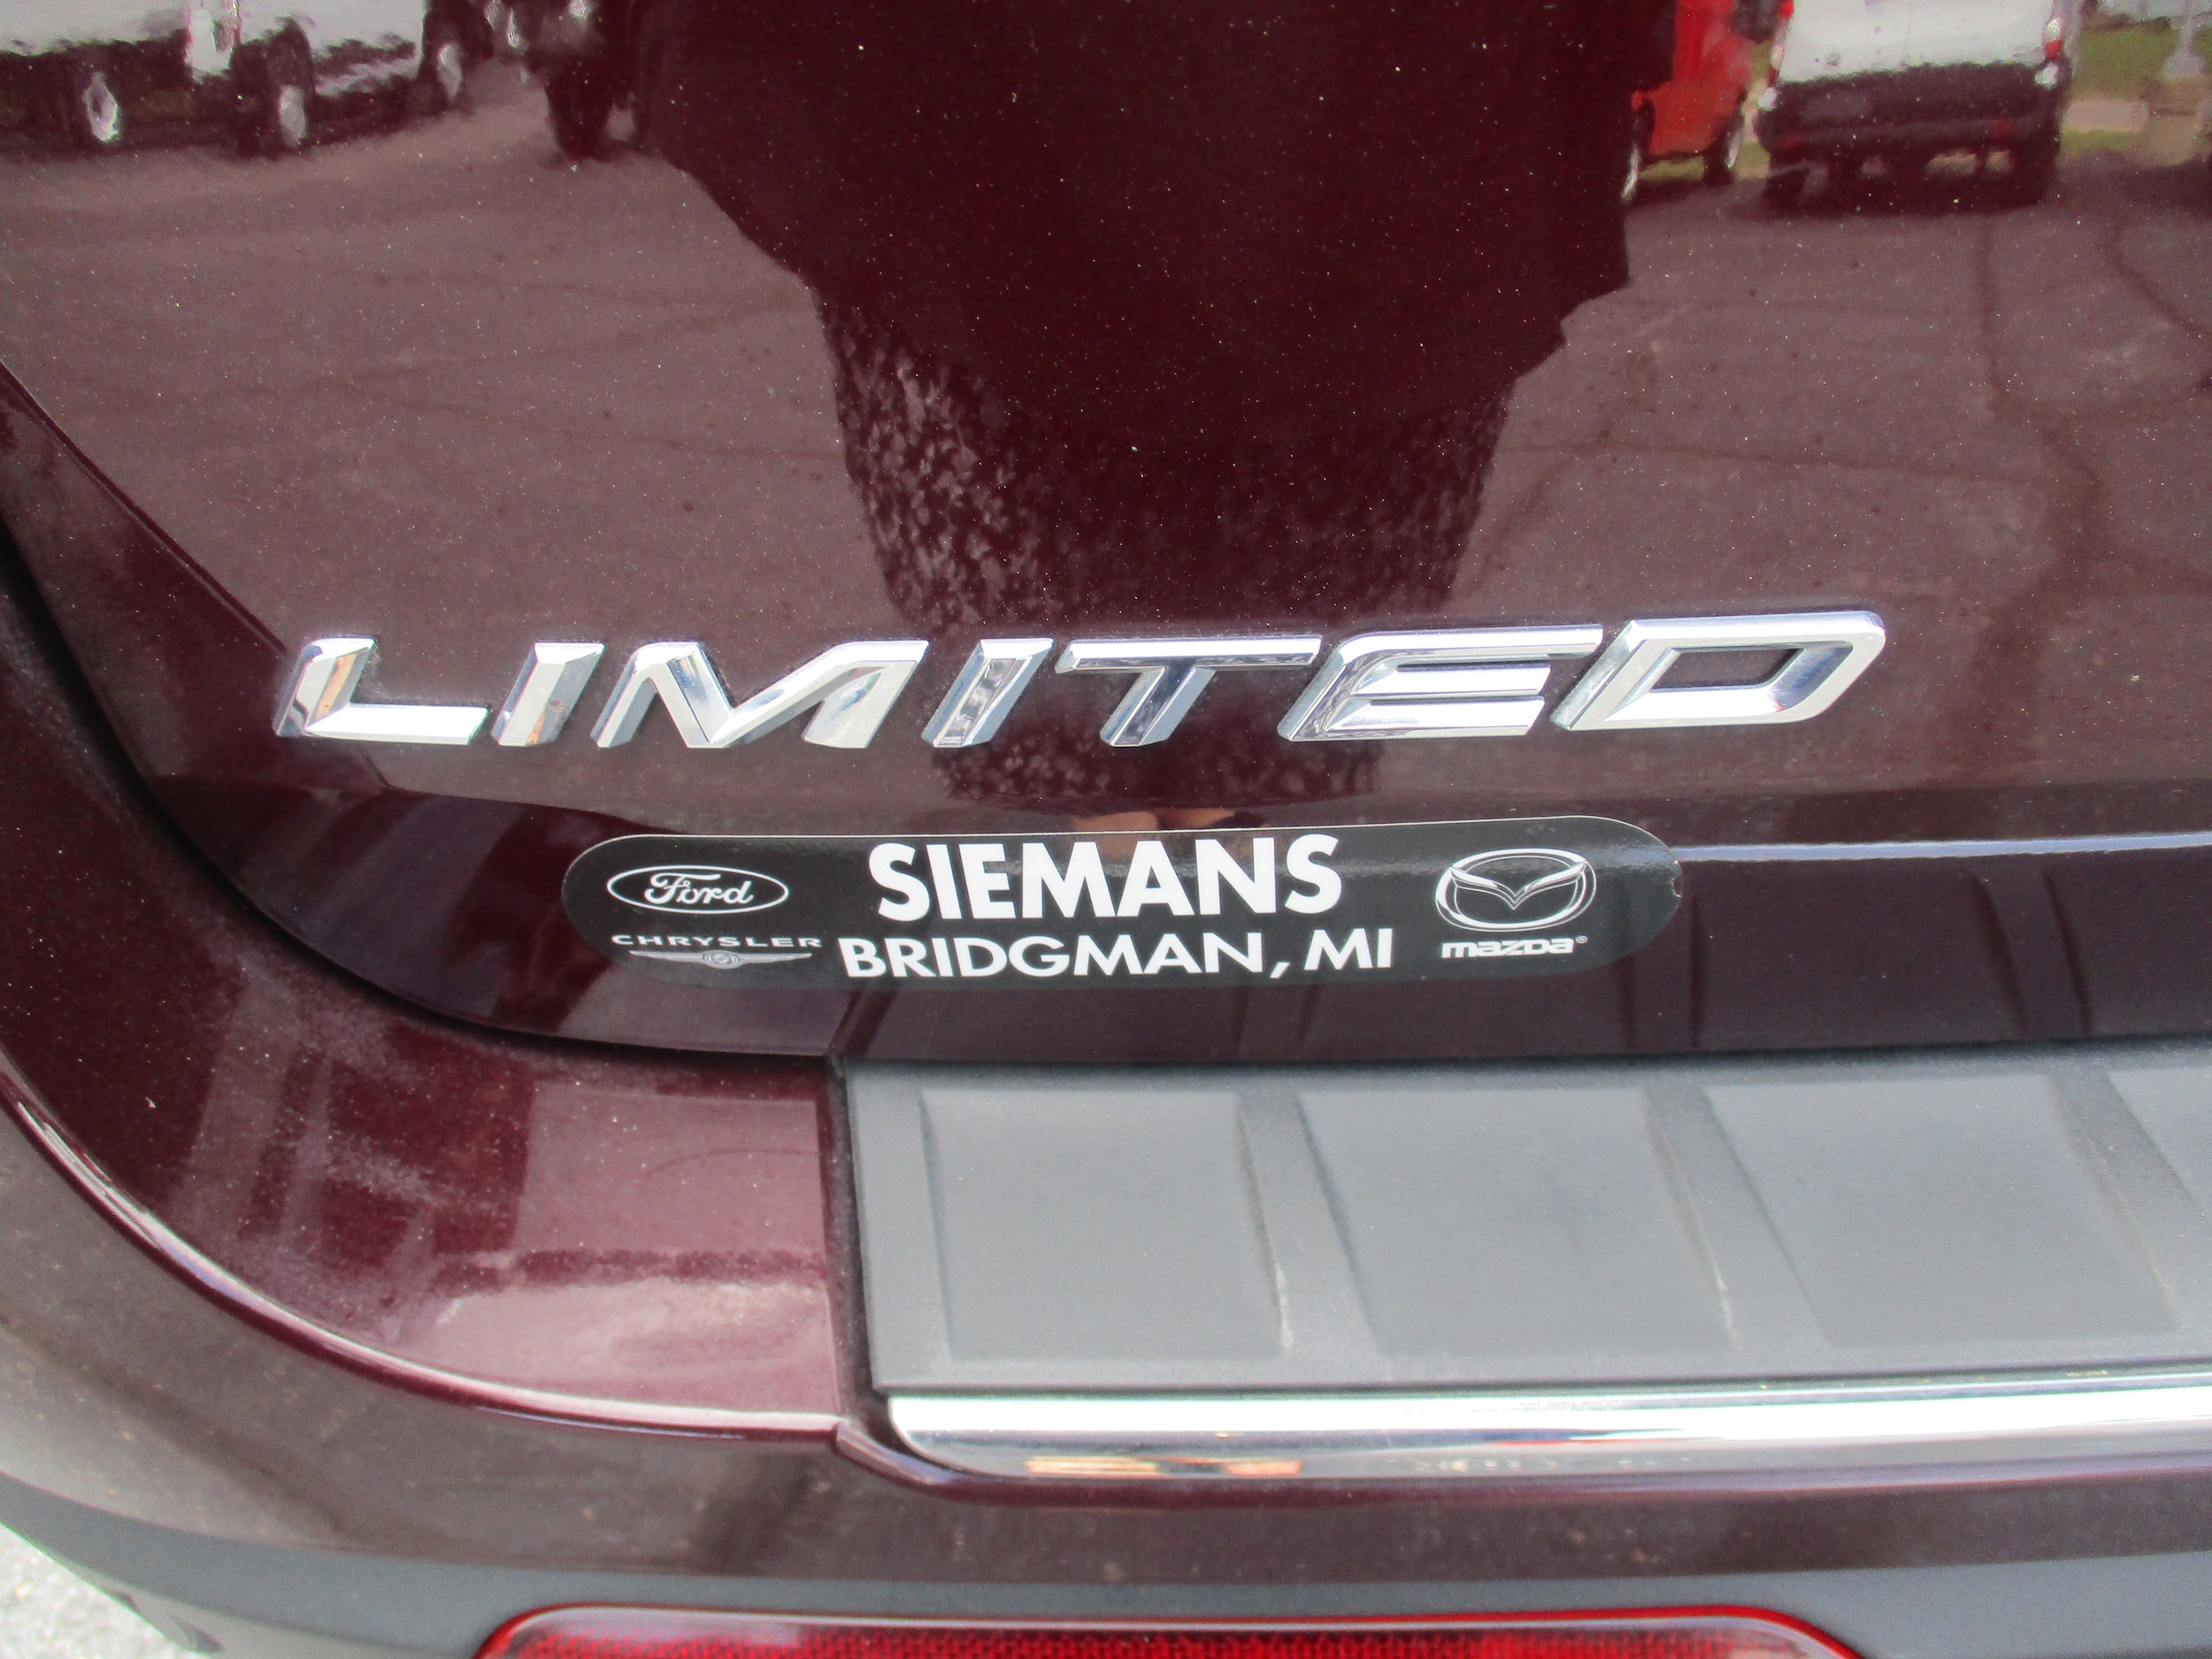 LIMITED
Ford
SIEMANS
CHRYSLER
BRIDGMAN, MI
mazda®